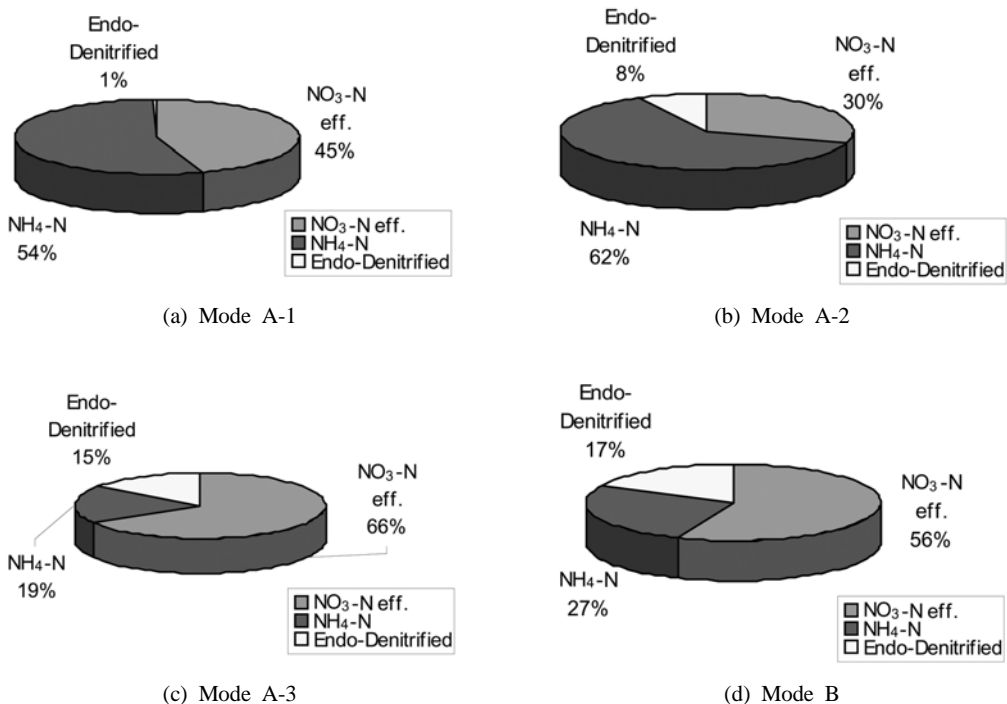 Endo-
Denitrified
1%
NO₃-N
eff.
45%
NH₄-N
54%
NO₃-N eff.
NH₄-N
Endo-Denitrified
(a) Mode A-1
Endo-
Denitrified
8%
NO₃-N
eff.
30%
NH₄-N
62%
NO₃-N eff.
NH₄-N
Endo-Denitrified
(b) Mode A-2
Endo-
Denitrified
15%
NO₃-N
eff.
66%
NH₄-N
19%
NO₃-N eff.
NH₄-N
Endo-Denitrified
(c) Mode A-3
Endo-
Denitrified
17%
NO₃-N
eff.
56%
NH₄-N
27%
NO₃-N eff.
NH₄-N
Endo-Denitrified
(d) Mode B